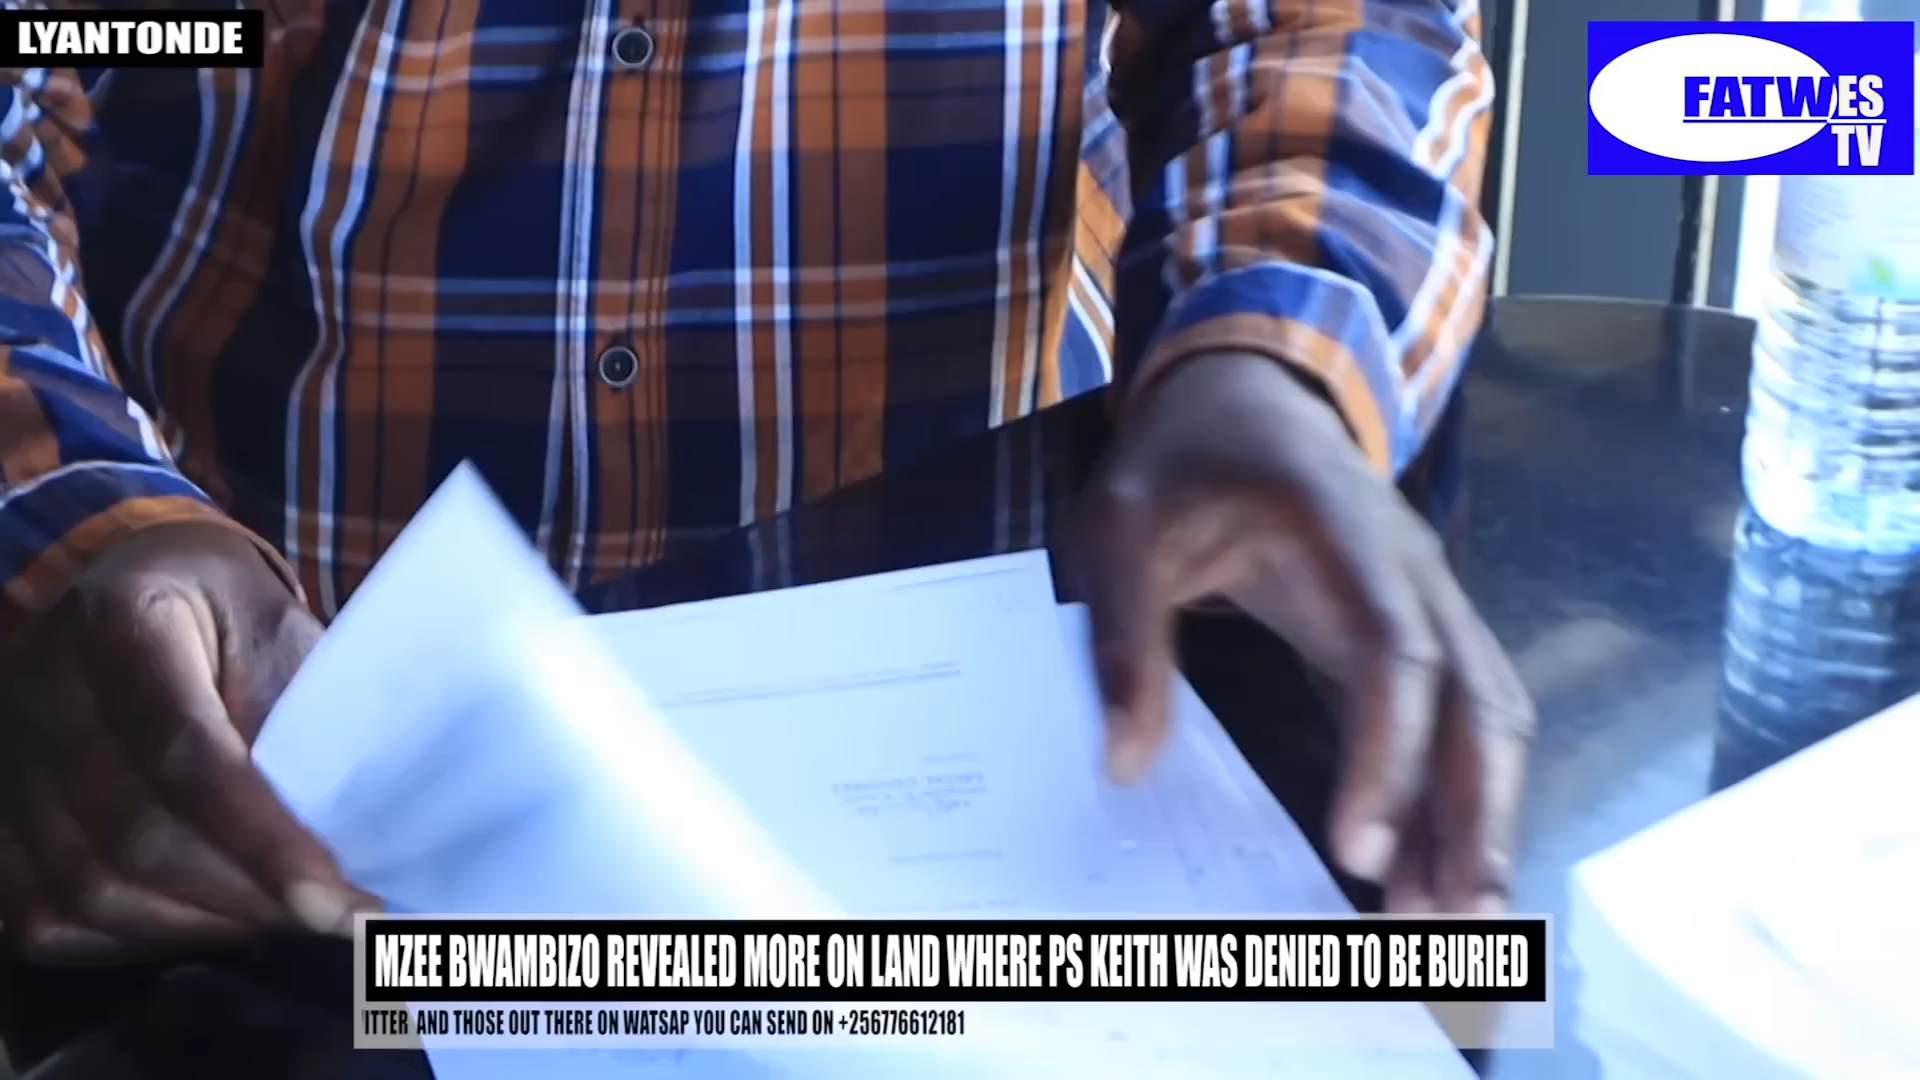 LYANTONDE
FATWES
TV
MZEE BWAMBIZO REVEALED MORE ON LAND WHERE PS KEITH WAS DENIED TO BE BURIED
ITTER AND THOSE OUT THERE ON WATSAP YOU CAN SEND ON +256776612181